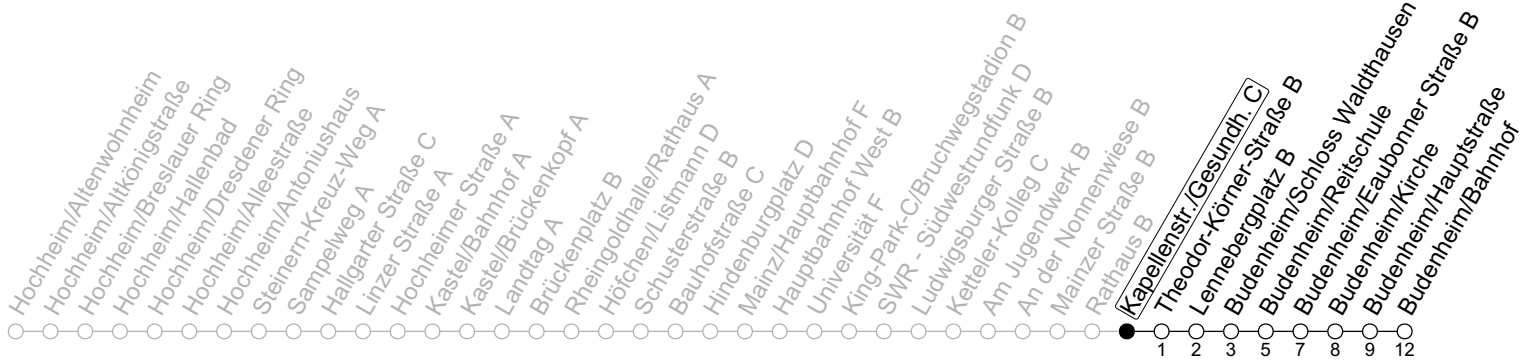 Hochheim/Altenwohnheim
Hochheim/Altkönigstraße
Hochheim/Breslauer Ring
Hochheim/Hallenbad
Hochheim/Dresdener Ring
Hochheim/Alleestraße
Hochheim/Antoniushaus
Steinern-Kreuz-Weg A
Sampelweg A
Hallgarter Straße C
Linzer Straße A
Hochheimer Straße A
Kastel/Bahnhof A
Kastel/Brückenkopf A
Landtag A
Brückenplatz B
Rheingoldhalle/Rathaus A
Höfchen/Listmann D
Schusterstraße B
Bauhofstraße C
Hindenburgplatz D
Mainz/Hauptbahnhof F
Hauptbahnhof West B
Universität F
King-Park-C/Bruchwegstadion B
SWR - Südwestrundfunk D
Ludwigsburger Straße B
Ketteler-Kolleg C
Am Jugendwerk B
An der Nonnenwiese B
Mainzer Straße B
Rathaus B
Kapellenstr./Gesundh. C
Theodor-Körner-Straße B
Lennebergplatz B
Budenheim/Schloss Waldthausen
Budenheim/Reitschule
Budenheim/Eaubonner Straße B
Budenheim/Kirche
Budenheim/Hauptstraße
Budenheim/Bahnhof
1 2 3 5 7 8 9 12